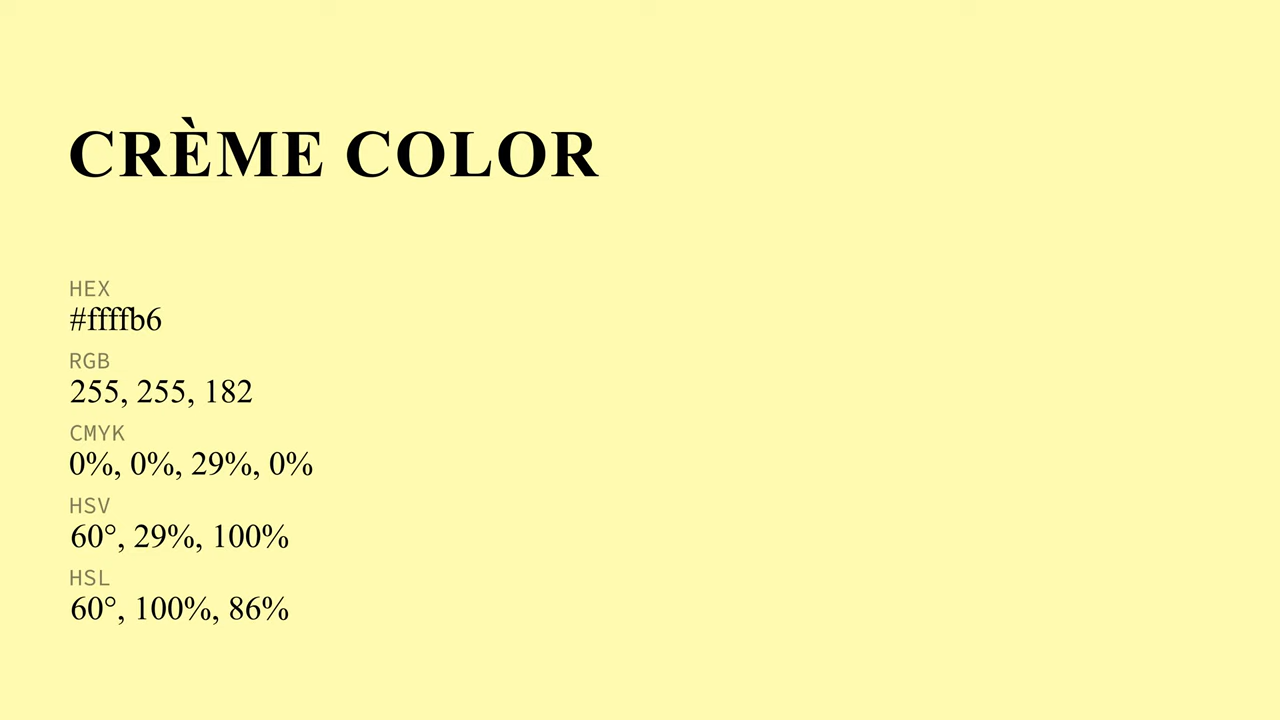 CRÈME COLOR
HEX
#ffffb6
RGB
255, 255, 182
CMYK
0%, 0%, 29%, 0%
HSV
60°, 29%, 100%
HSL
60°, 100%, 86%